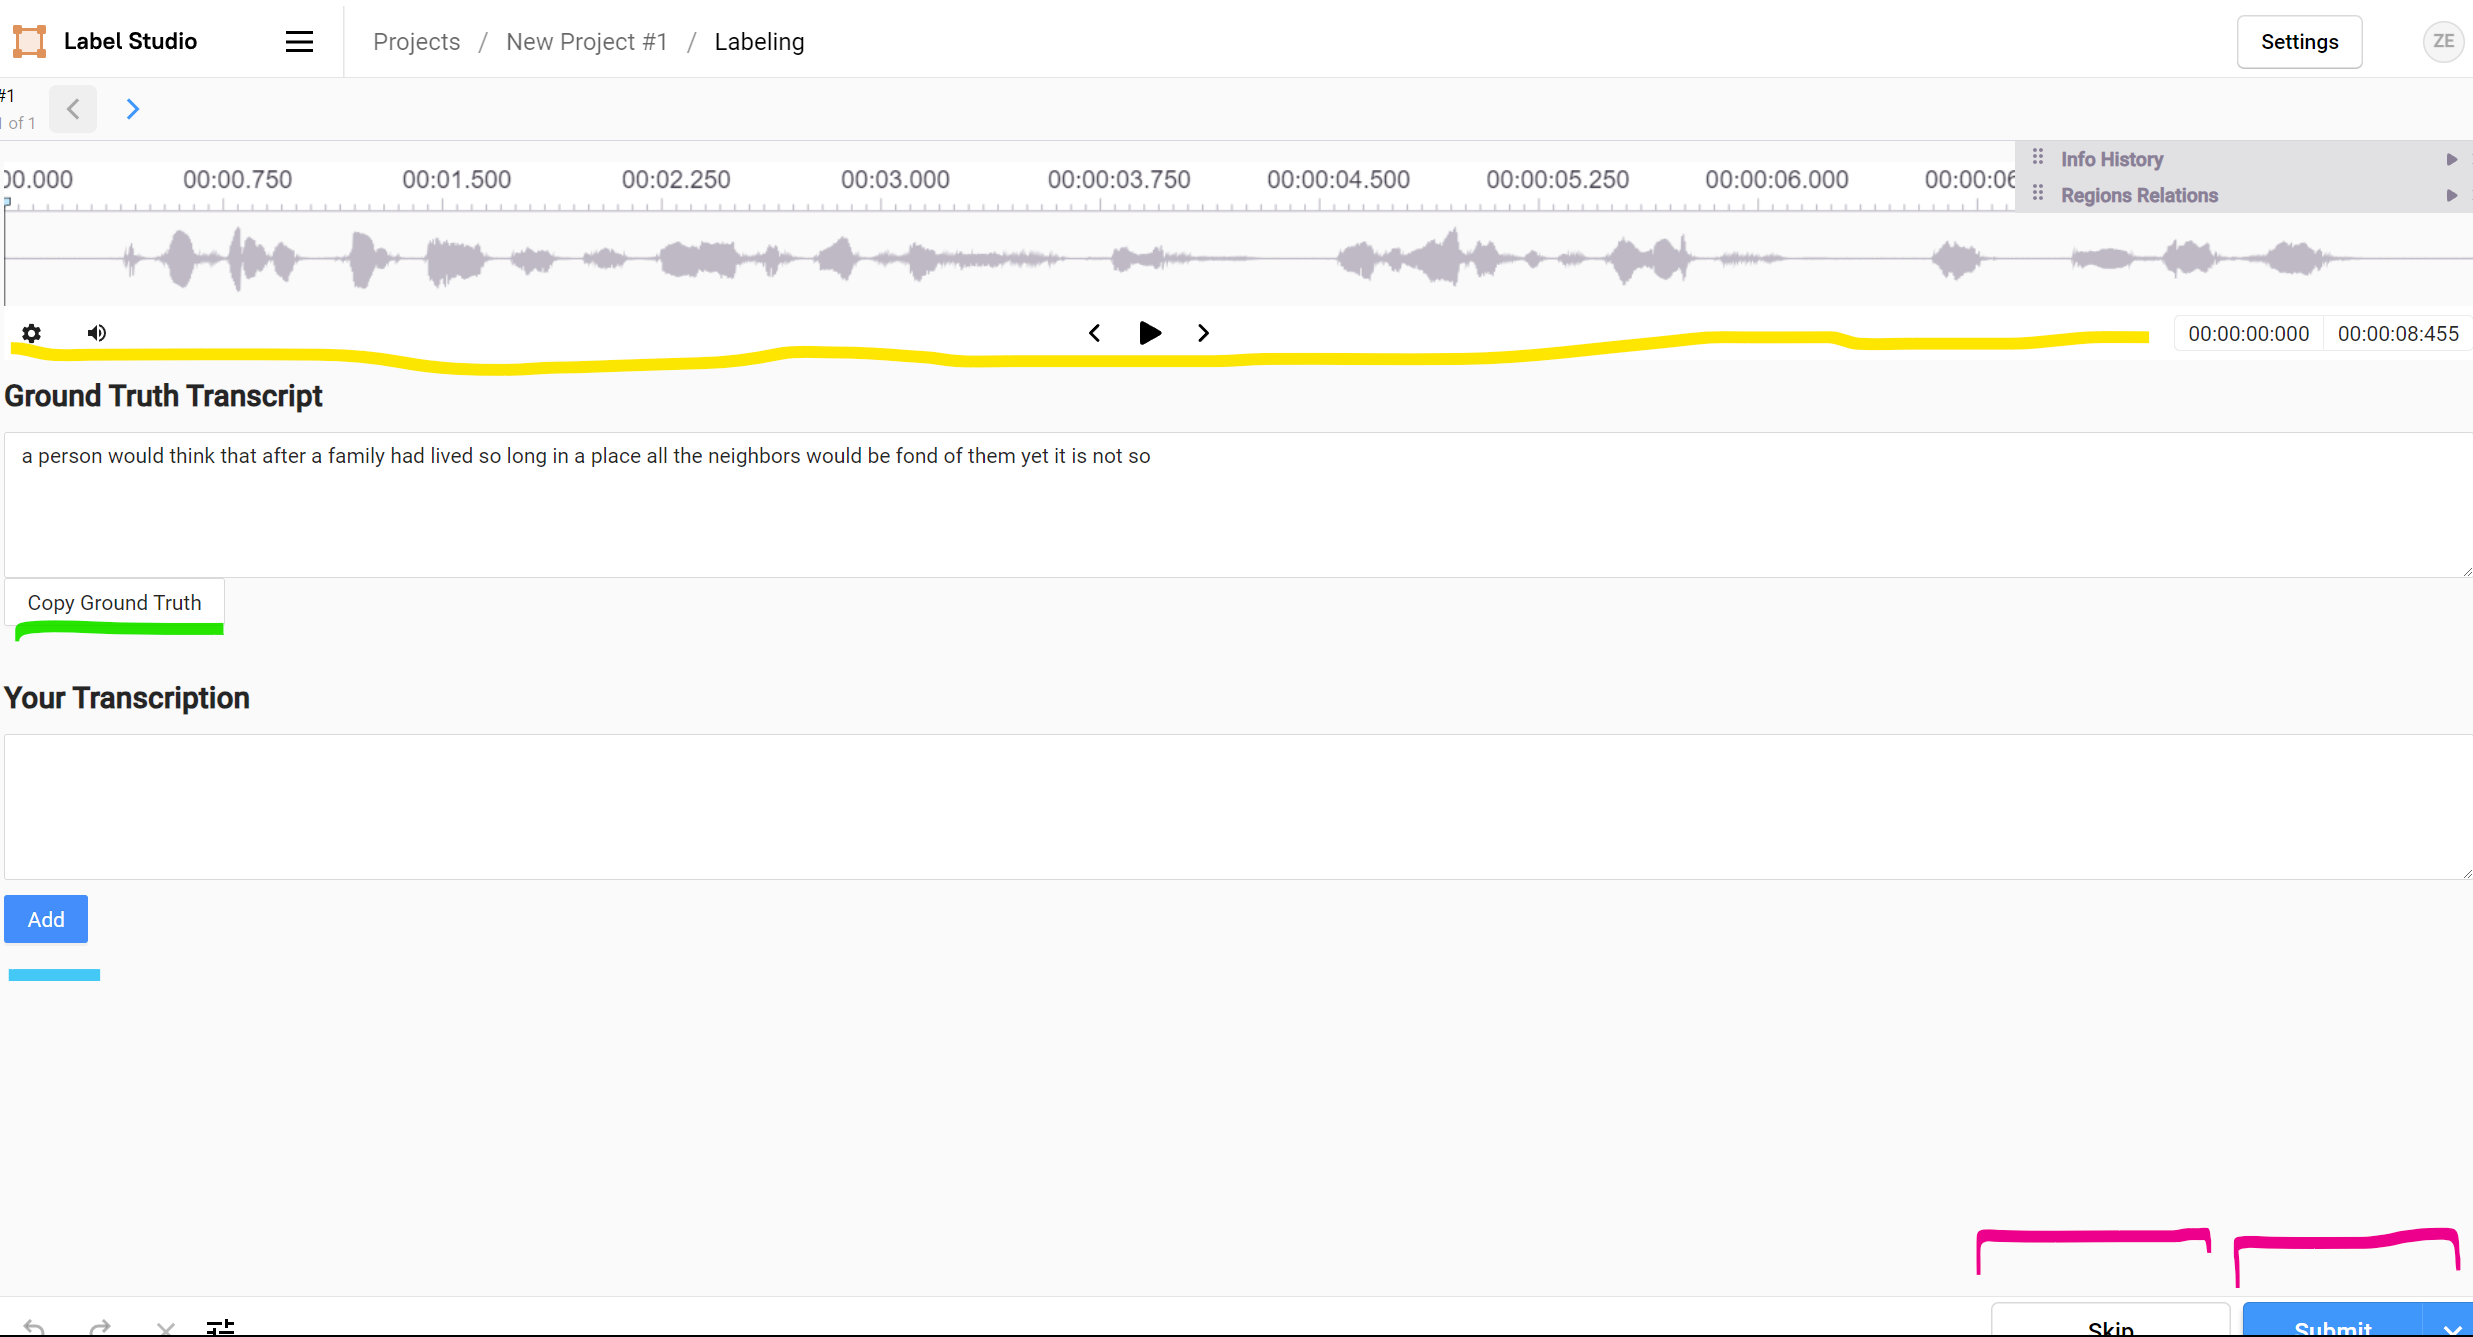 Label Studio
Projects / New Project #1 / Labeling
Settings
ZE
#1
of 1
00.000 00:00.750 00:01.500 00:02.250 00:03.000 00:00:03.750 00:00:04.500 00:00:05.250 00:00:06.000 00:00:06
Info History
Regions Relations
00:00:00:000 00:00:08:455
Ground Truth Transcript
a person would think that after a family had lived so long in a place all the neighbors would be fond of them yet it is not so
Copy Ground Truth
Your Transcription
Add
Skip
Submit